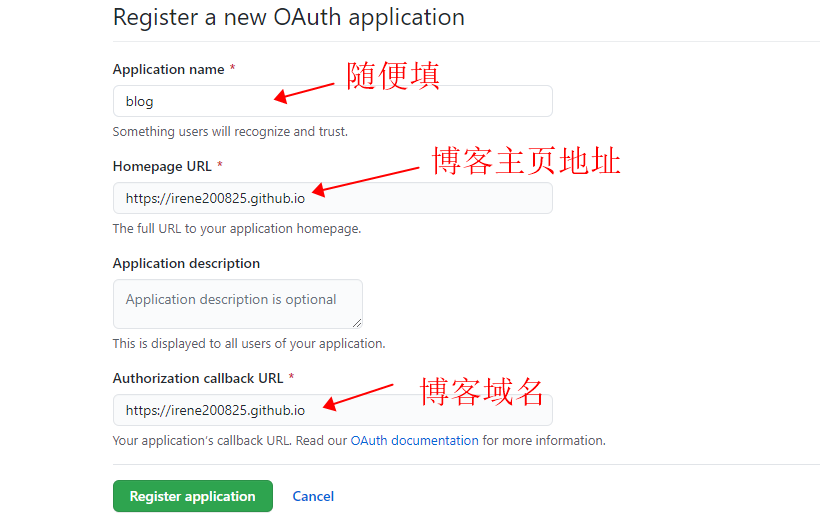 Register a new OAuth application
Application name *
随便填
blog
Something users will recognize and trust.
博客主页地址
Homepage URL *
https://irene200825.github.io
The full URL to your application homepage.
Application description
Application description is optional
This is displayed to all users of your application.
Authorization callback URL *
博客域名
https://irene200825.github.io
Your application's callback URL. Read our OAuth documentation for more information.
Register application
Cancel